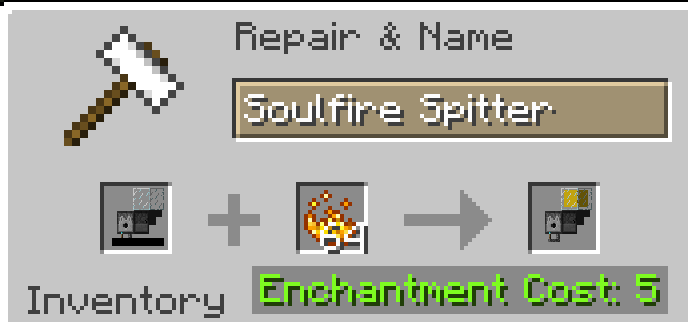 Repair & Name
Soulfire Spitter
64
Inventory
Enchantment Cost: 5